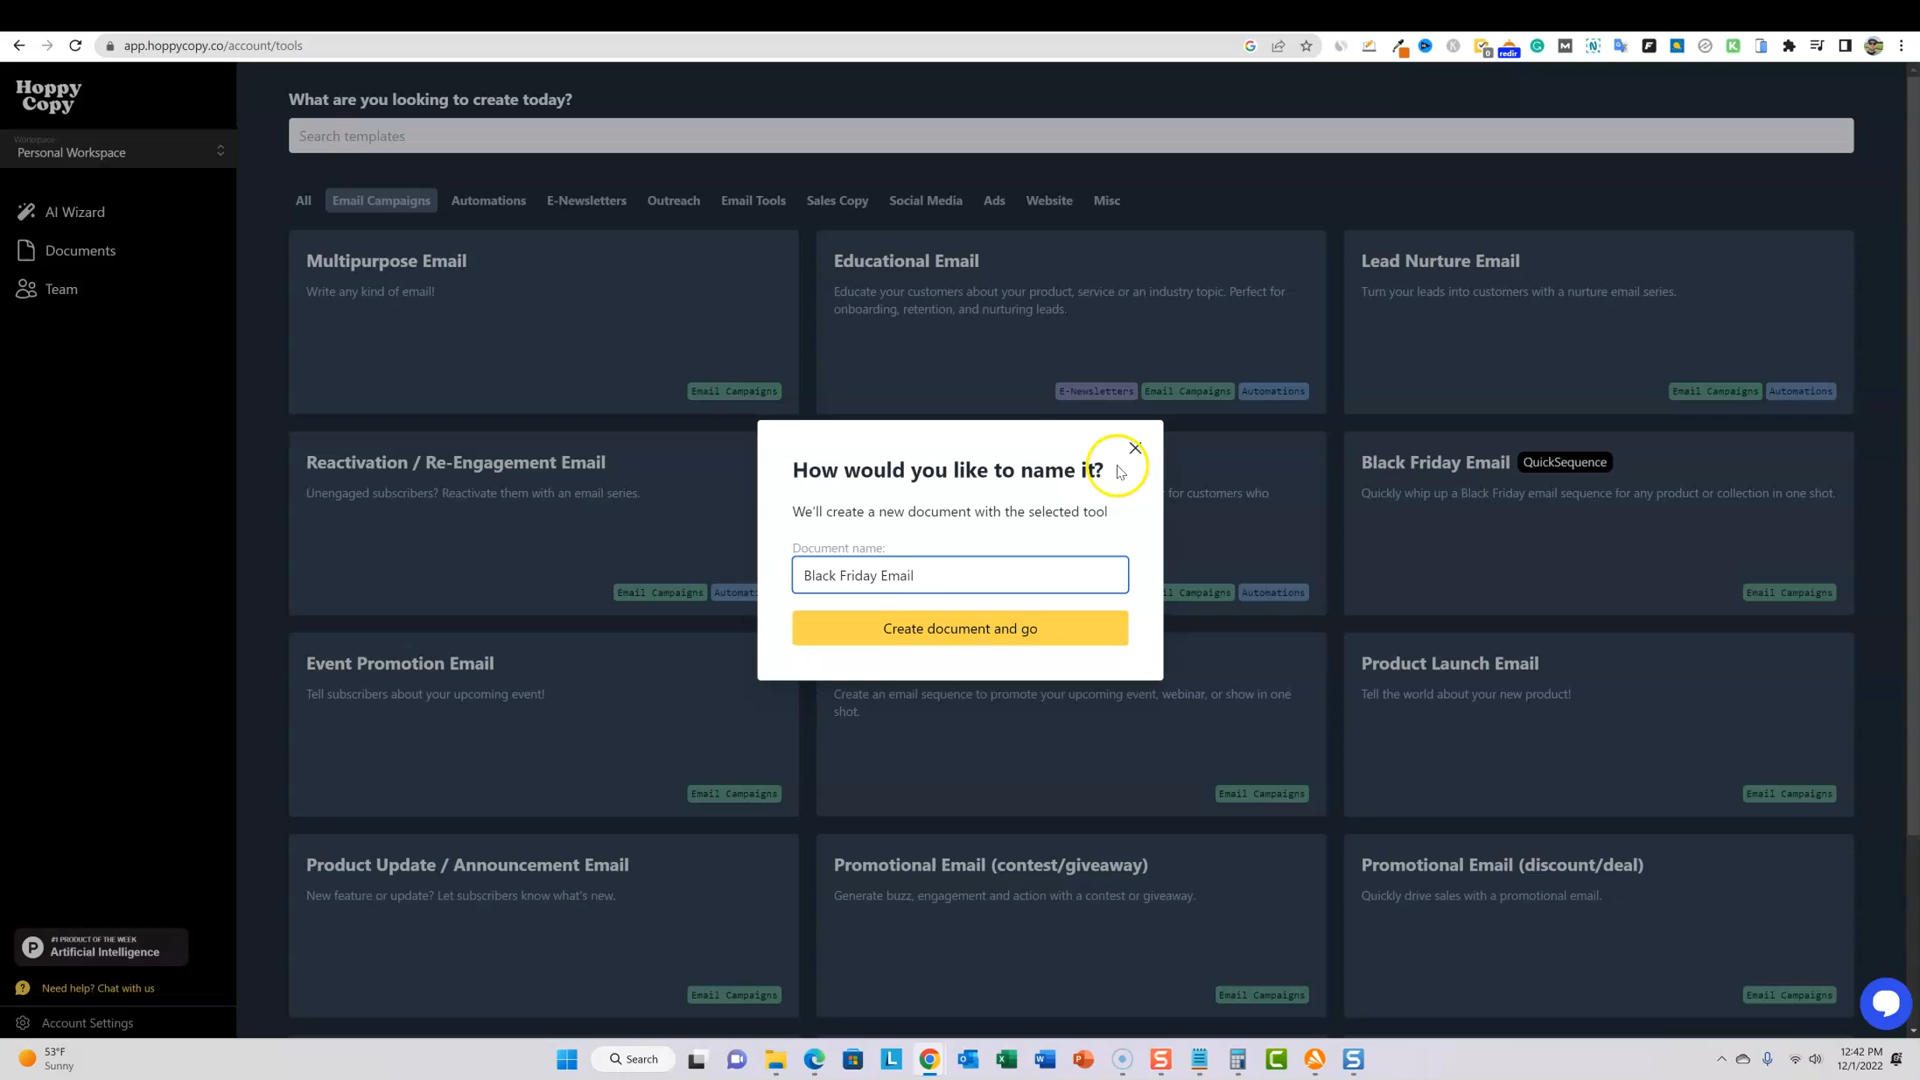 app.hoppycopy.co/account/tools
redir
Hoppy
Copy
Workspace
Personal Workspace
AI Wizard
Documents
Team
#1 PRODUCT OF THE WEEK
Artificial Intelligence
Need help? Chat with us
Account Settings
What are you looking to create today?
Search templates
All Email Campaigns Automations E-Newsletters Outreach Email Tools Sales Copy Social Media Ads Website Misc
Multipurpose Email
Write any kind of email!
Email Campaigns
Educational Email
Educate your customers about your product, service or an industry topic. Perfect for
onboarding, retention, and nurturing leads.
E-Newsletters Email Campaigns Automations
Lead Nurture Email
Turn your leads into customers with a nurture email series.
Email Campaigns Automations
Reactivation / Re-Engagement Email
Unengaged subscribers? Reactivate them with an email series.
Email Campaigns
for customers who
Automations
Black Friday Email QuickSequence
Quickly whip up a Black Friday email sequence for any product or collection in one shot.
Email Campaigns
How would you like to name it?
We'll create a new document with the selected tool
Document name:
Black Friday Email
Create document and go
Event Promotion Email
Tell subscribers about your upcoming event!
Email Campaigns
Create an email sequence to promote your upcoming event, webinar, or show in one
shot.
Email Campaigns
Product Launch Email
Tell the world about your new product!
Email Campaigns
Product Update / Announcement Email
New feature or update? Let subscribers know what's new.
Email Campaigns
Promotional Email (contest/giveaway)
Generate buzz, engagement and action with a contest or giveaway.
Email Campaigns
Promotional Email (discount/deal)
Quickly drive sales with a promotional email.
Email Campaigns
53°F
Sunny
Search
12:42 PM
12/1/2022